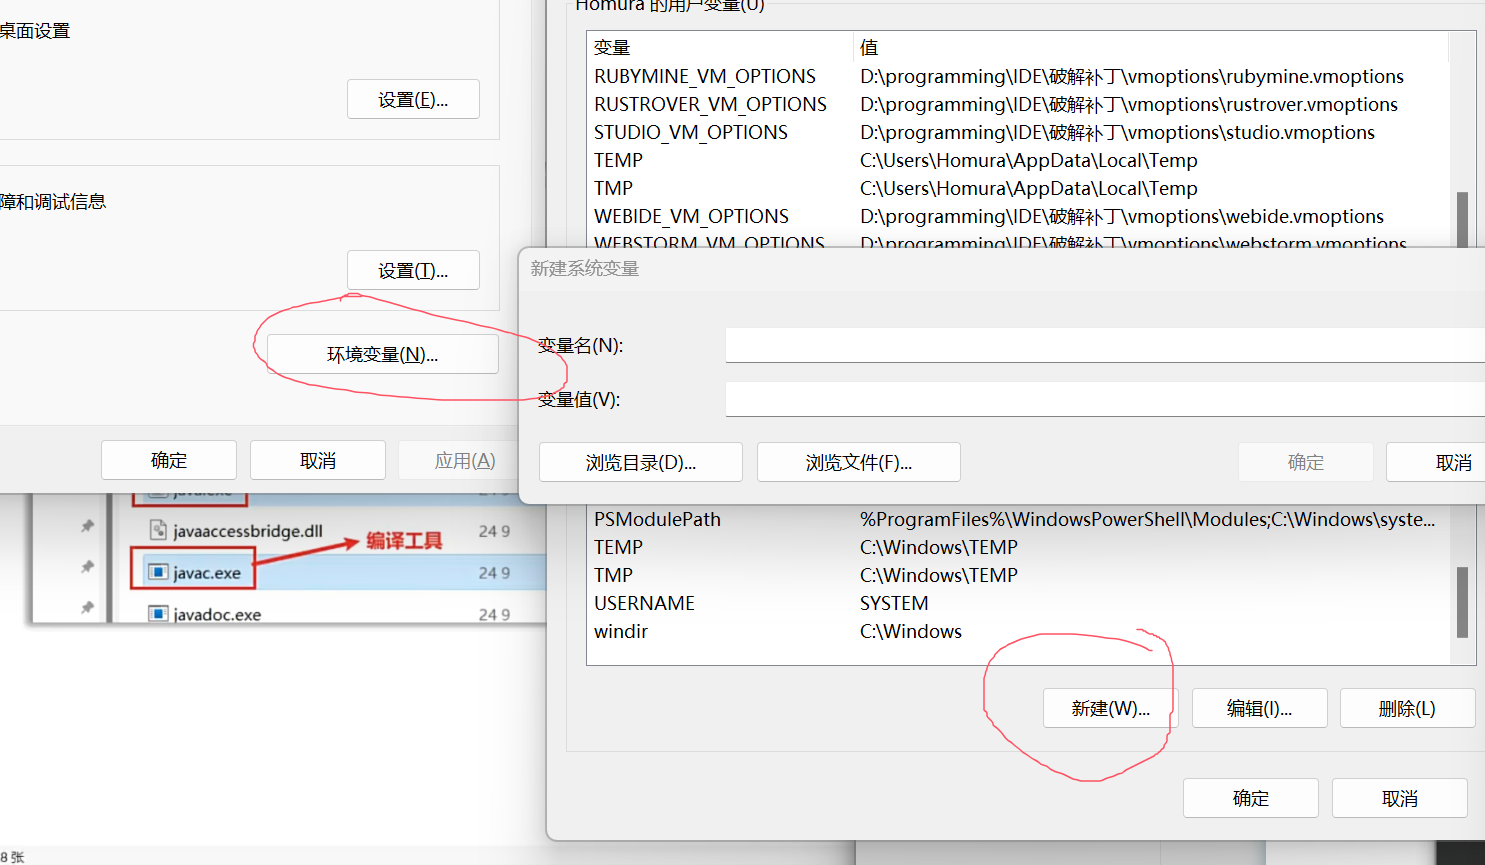 桌面设置
设置(E)...
障和调试信息
设置(T)...
环境变量(N)...
确定
取消
应用(A)
javaaccessbridge.dll
24 9
编译工具
javac.exe
24 9
javadoc.exe
24 9
8 张
Homura 的用户变量(U)
变量 值
RUBYMINE_VM_OPTIONS D:\programming\IDE\破解补丁\vmoptions\rubymine.vmoptions
RUSTROVER_VM_OPTIONS D:\programming\IDE\破解补丁\vmoptions\rustrover.vmoptions
STUDIO_VM_OPTIONS D:\programming\IDE\破解补丁\vmoptions\studio.vmoptions
TEMP C:\Users\Homura\AppData\Local\Temp
TMP C:\Users\Homura\AppData\Local\Temp
WEBIDE_VM_OPTIONS D:\programming\IDE\破解补丁\vmoptions\webide.vmoptions
WEBSTORM_VM_OPTIONS D:\programming\IDE\破解补丁\vmoptions\webstorm.vmoptions
新建系统变量
变量名(N):
变量值(V):
浏览目录(D)...
浏览文件(F)...
确定
取消
PSModulePath %ProgramFiles%\WindowsPowerShell\Modules;C:\Windows\syste...
TEMP C:\Windows\TEMP
TMP C:\Windows\TEMP
USERNAME SYSTEM
windir C:\Windows
新建(W)...
编辑(I)...
删除(L)
确定
取消